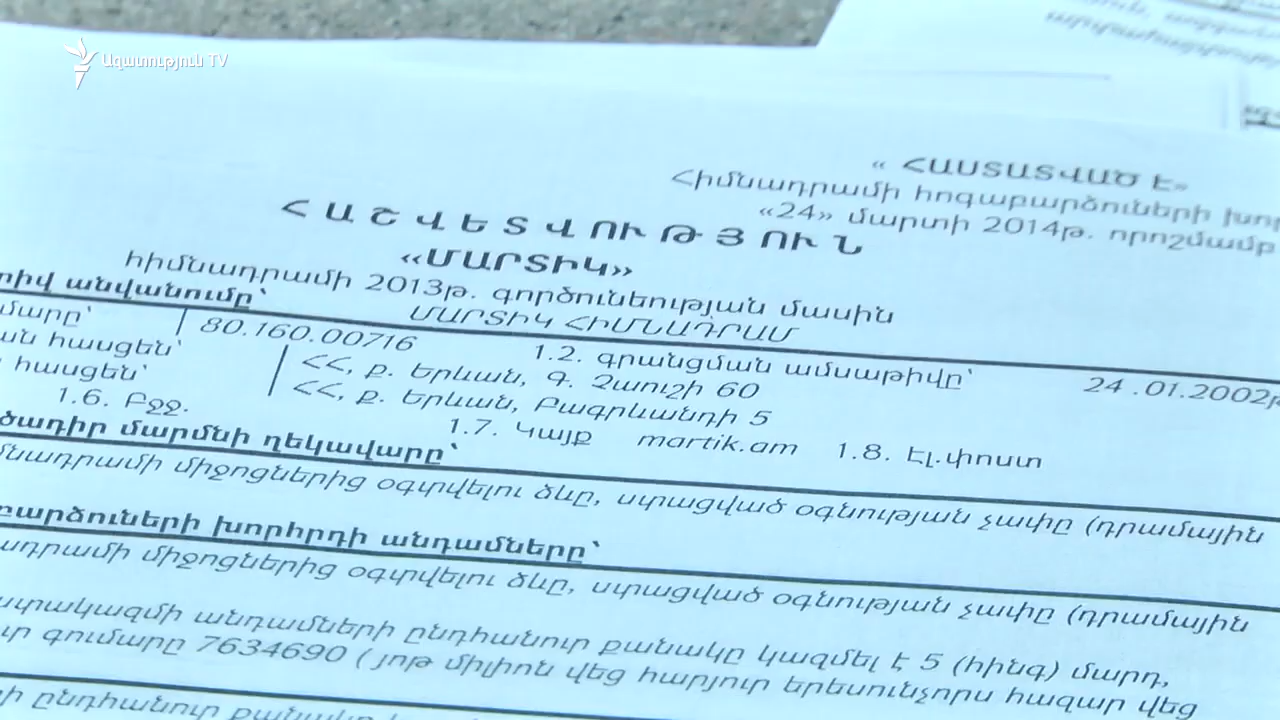 Ազատություն TV
« ՀԱՍՏԱՏՎԱԾ Է»
Հիմնադրամի հոգաբարձուների
«24» մարտի 2014թ. որոշմամբ
ՀԱՇՎԵՏՎՈՒԹՅՈՒՆ
«ՄԱՐՏԻԿ»
հիմնադրամի 2013թ. գործունեության մասին
անվանումը՝ ՄԱՐՏԻԿ ՀԻՄՆԱԴՐԱՄ
80.160.00716 1.2. գրանցման ամսաթիվը՝ 24 .01.2002թ
հասցեն՝ ՀՀ, ք. Երևան, Գ. Չաուշի 60
հասցեն՝ ՀՀ, ք. Երևան, Բագրևանդի 5
1.6. Բջջ. 1.7. Կայք martik.am 1.8. Էլ.փոստ
մարմնի ղեկավարը՝
միջոցներից օգտվելու ձևը, ստացված օգնության չափը (դրամային
խորհրդի անդամները՝
միջոցներից օգտվելու ձևը, ստացված օգնության չափը (դրամային
անդամների ընդհանուր քանակը կազմել է 5 (հինգ) մարդ,
գումարը 7634690 ( յոթ միլիոն վեց հարյուր երեսունչորս հազար վեց
ընդհանուր